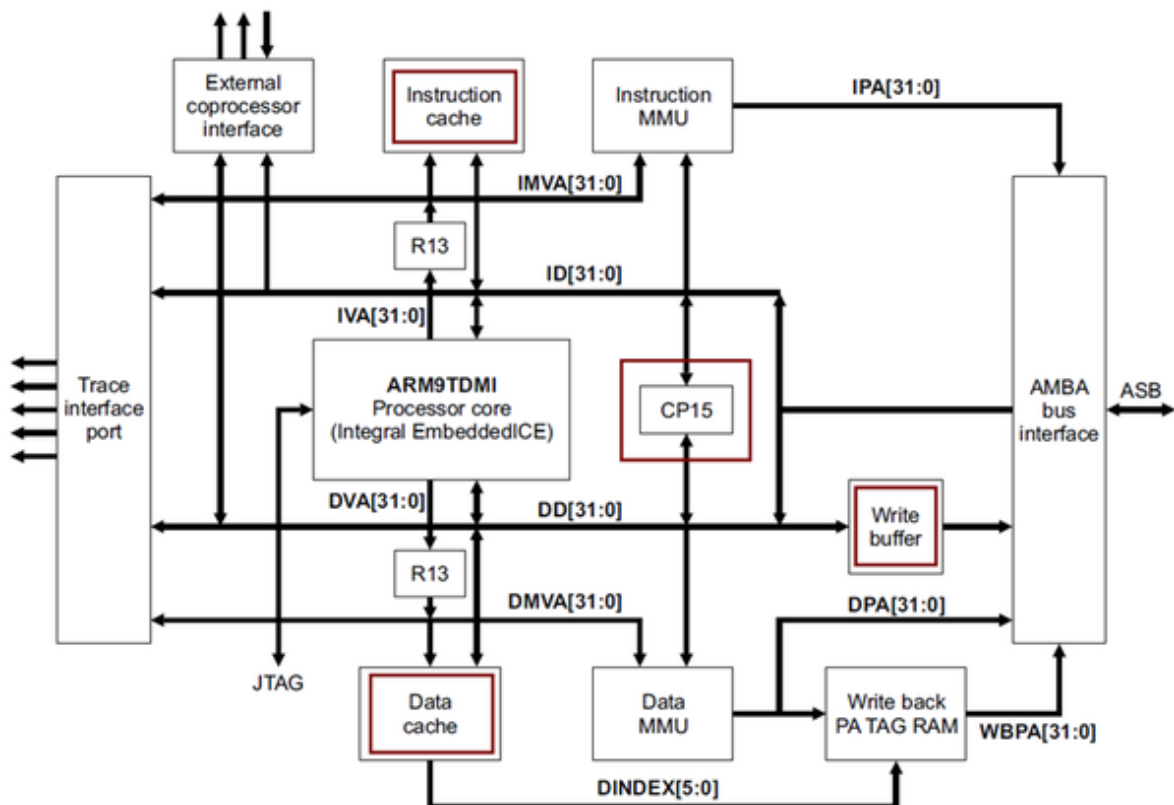 External
coprocessor
interface
Instruction
cache
Instruction
MMU
IPA[31:0]
IMVA[31:0]
R13
ID[31:0]
IVA[31:0]
Trace
interface
port
ARM9TDMI
Processor core
(Integral EmbeddedICE)
CP15
AMBA
bus
interface
ASB
DVA[31:0]
DD[31:0]
Write
buffer
R13
DMVA[31:0]
DPA[31:0]
JTAG
Data
cache
Data
MMU
Write back
PA TAG RAM
WBPA[31:0]
DINDEX[5:0]